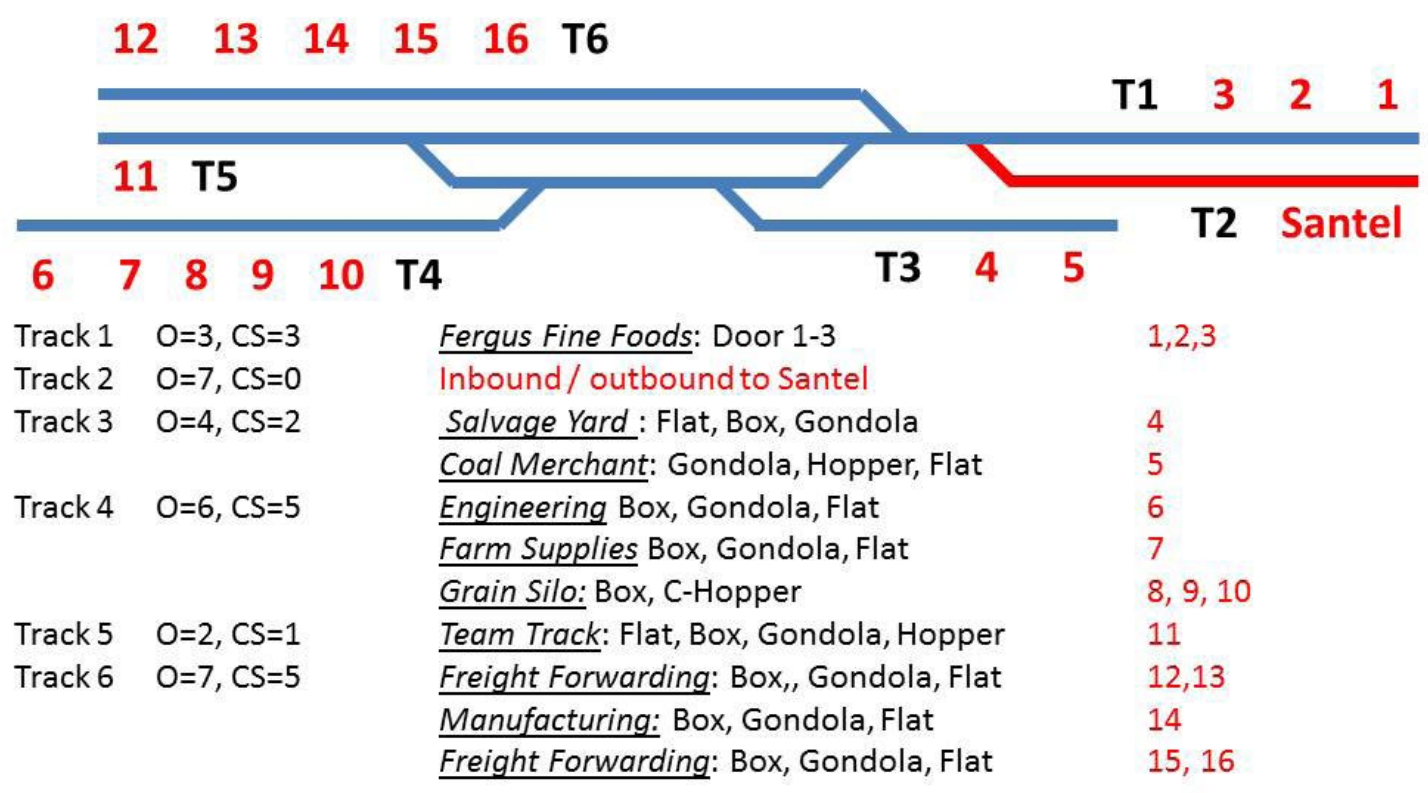 12 13 14 15 16 T6
T1 3 2 1
11 T5
T2 Santel
6 7 8 9 10 T4 T3 4 5
Track 1 O=3, CS=3 Fergus Fine Foods: Door 1-3 1,2,3
Track 2 O=7, CS=0 Inbound / outbound to Santel
Track 3 O=4, CS=2 Salvage Yard : Flat, Box, Gondola 4
Coal Merchant: Gondola, Hopper, Flat 5
Track 4 O=6, CS=5 Engineering Box, Gondola, Flat 6
Farm Supplies Box, Gondola, Flat 7
Grain Silo: Box, C-Hopper 8, 9, 10
Track 5 O=2, CS=1 Team Track: Flat, Box, Gondola, Hopper 11
Track 6 O=7, CS=5 Freight Forwarding: Box,, Gondola, Flat 12,13
Manufacturing: Box, Gondola, Flat 14
Freight Forwarding: Box, Gondola, Flat 15, 16